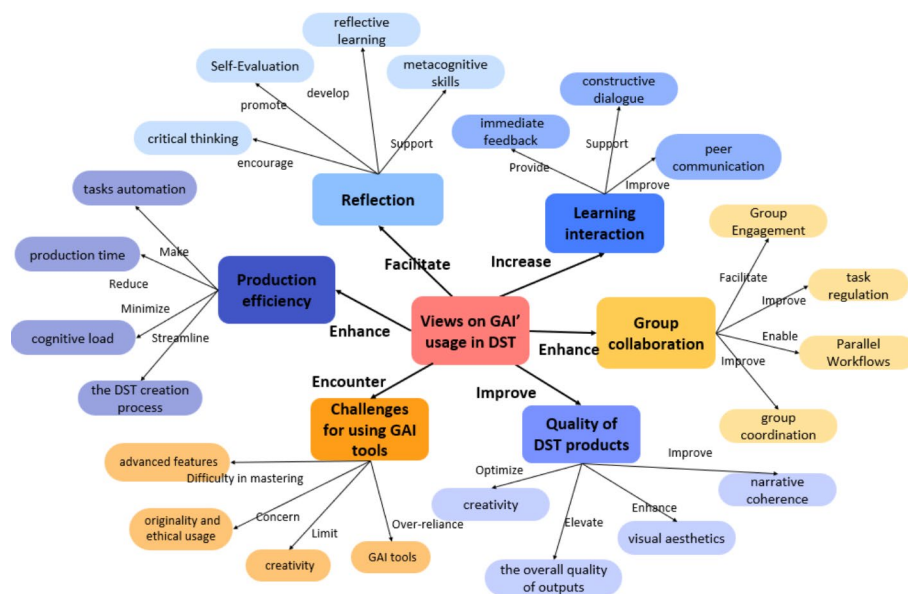 reflective
learning
Self-Evaluation
metacognitive
skills
develop
promote
critical thinking
Support
encourage
Reflection
constructive
dialogue
immediate
feedback
Support
peer
communication
Provide
Improve
Learning
interaction
tasks automation
production time
Make
Reduce
Minimize
cognitive load
Streamline
the DST creation
process
Production
efficiency
Facilitate
Increase
Enhance
Views on GAI'
usage in DST
Enhance
Group
collaboration
Group
Engagement
Facilitate
task
regulation
Improve
Enable
Parallel
Workflows
Improve
group
coordination
Encounter
Improve
Challenges
for using GAI
tools
advanced features
Difficulty in mastering
originality and
ethical usage
Concern
Limit
creativity
Over-reliance
GAI tools
Quality of
DST products
Optimize
creativity
Elevate
the overall quality
of outputs
Enhance
visual aesthetics
Improve
narrative
coherence